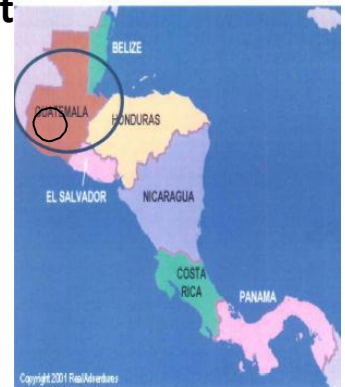 t
BELIZE
GUATEMALA
HONDURAS
EL SALVADOR
NICARAGUA
COSTA
RICA
PANAMA
Copyright 2001 RealAdventures